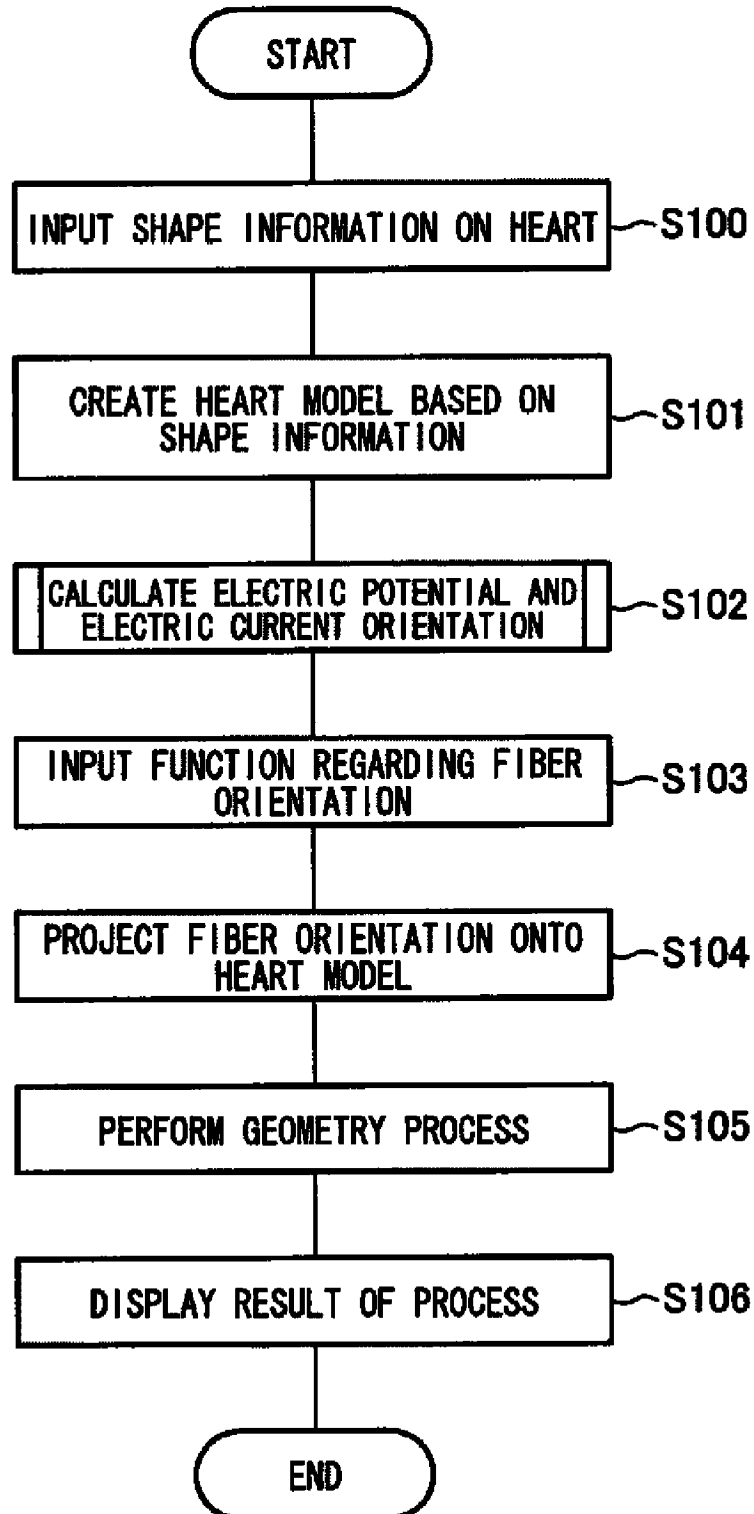 START
INPUT SHAPE INFORMATION ON HEART
S100
CREATE HEART MODEL BASED ON
SHAPE INFORMATION
S101
CALCULATE ELECTRIC POTENTIAL AND
ELECTRIC CURRENT ORIENTATION
S102
INPUT FUNCTION REGARDING FIBER
ORIENTATION
S103
PROJECT FIBER ORIENTATION ONTO
HEART MODEL
S104
PERFORM GEOMETRY PROCESS
S105
DISPLAY RESULT OF PROCESS
S106
END